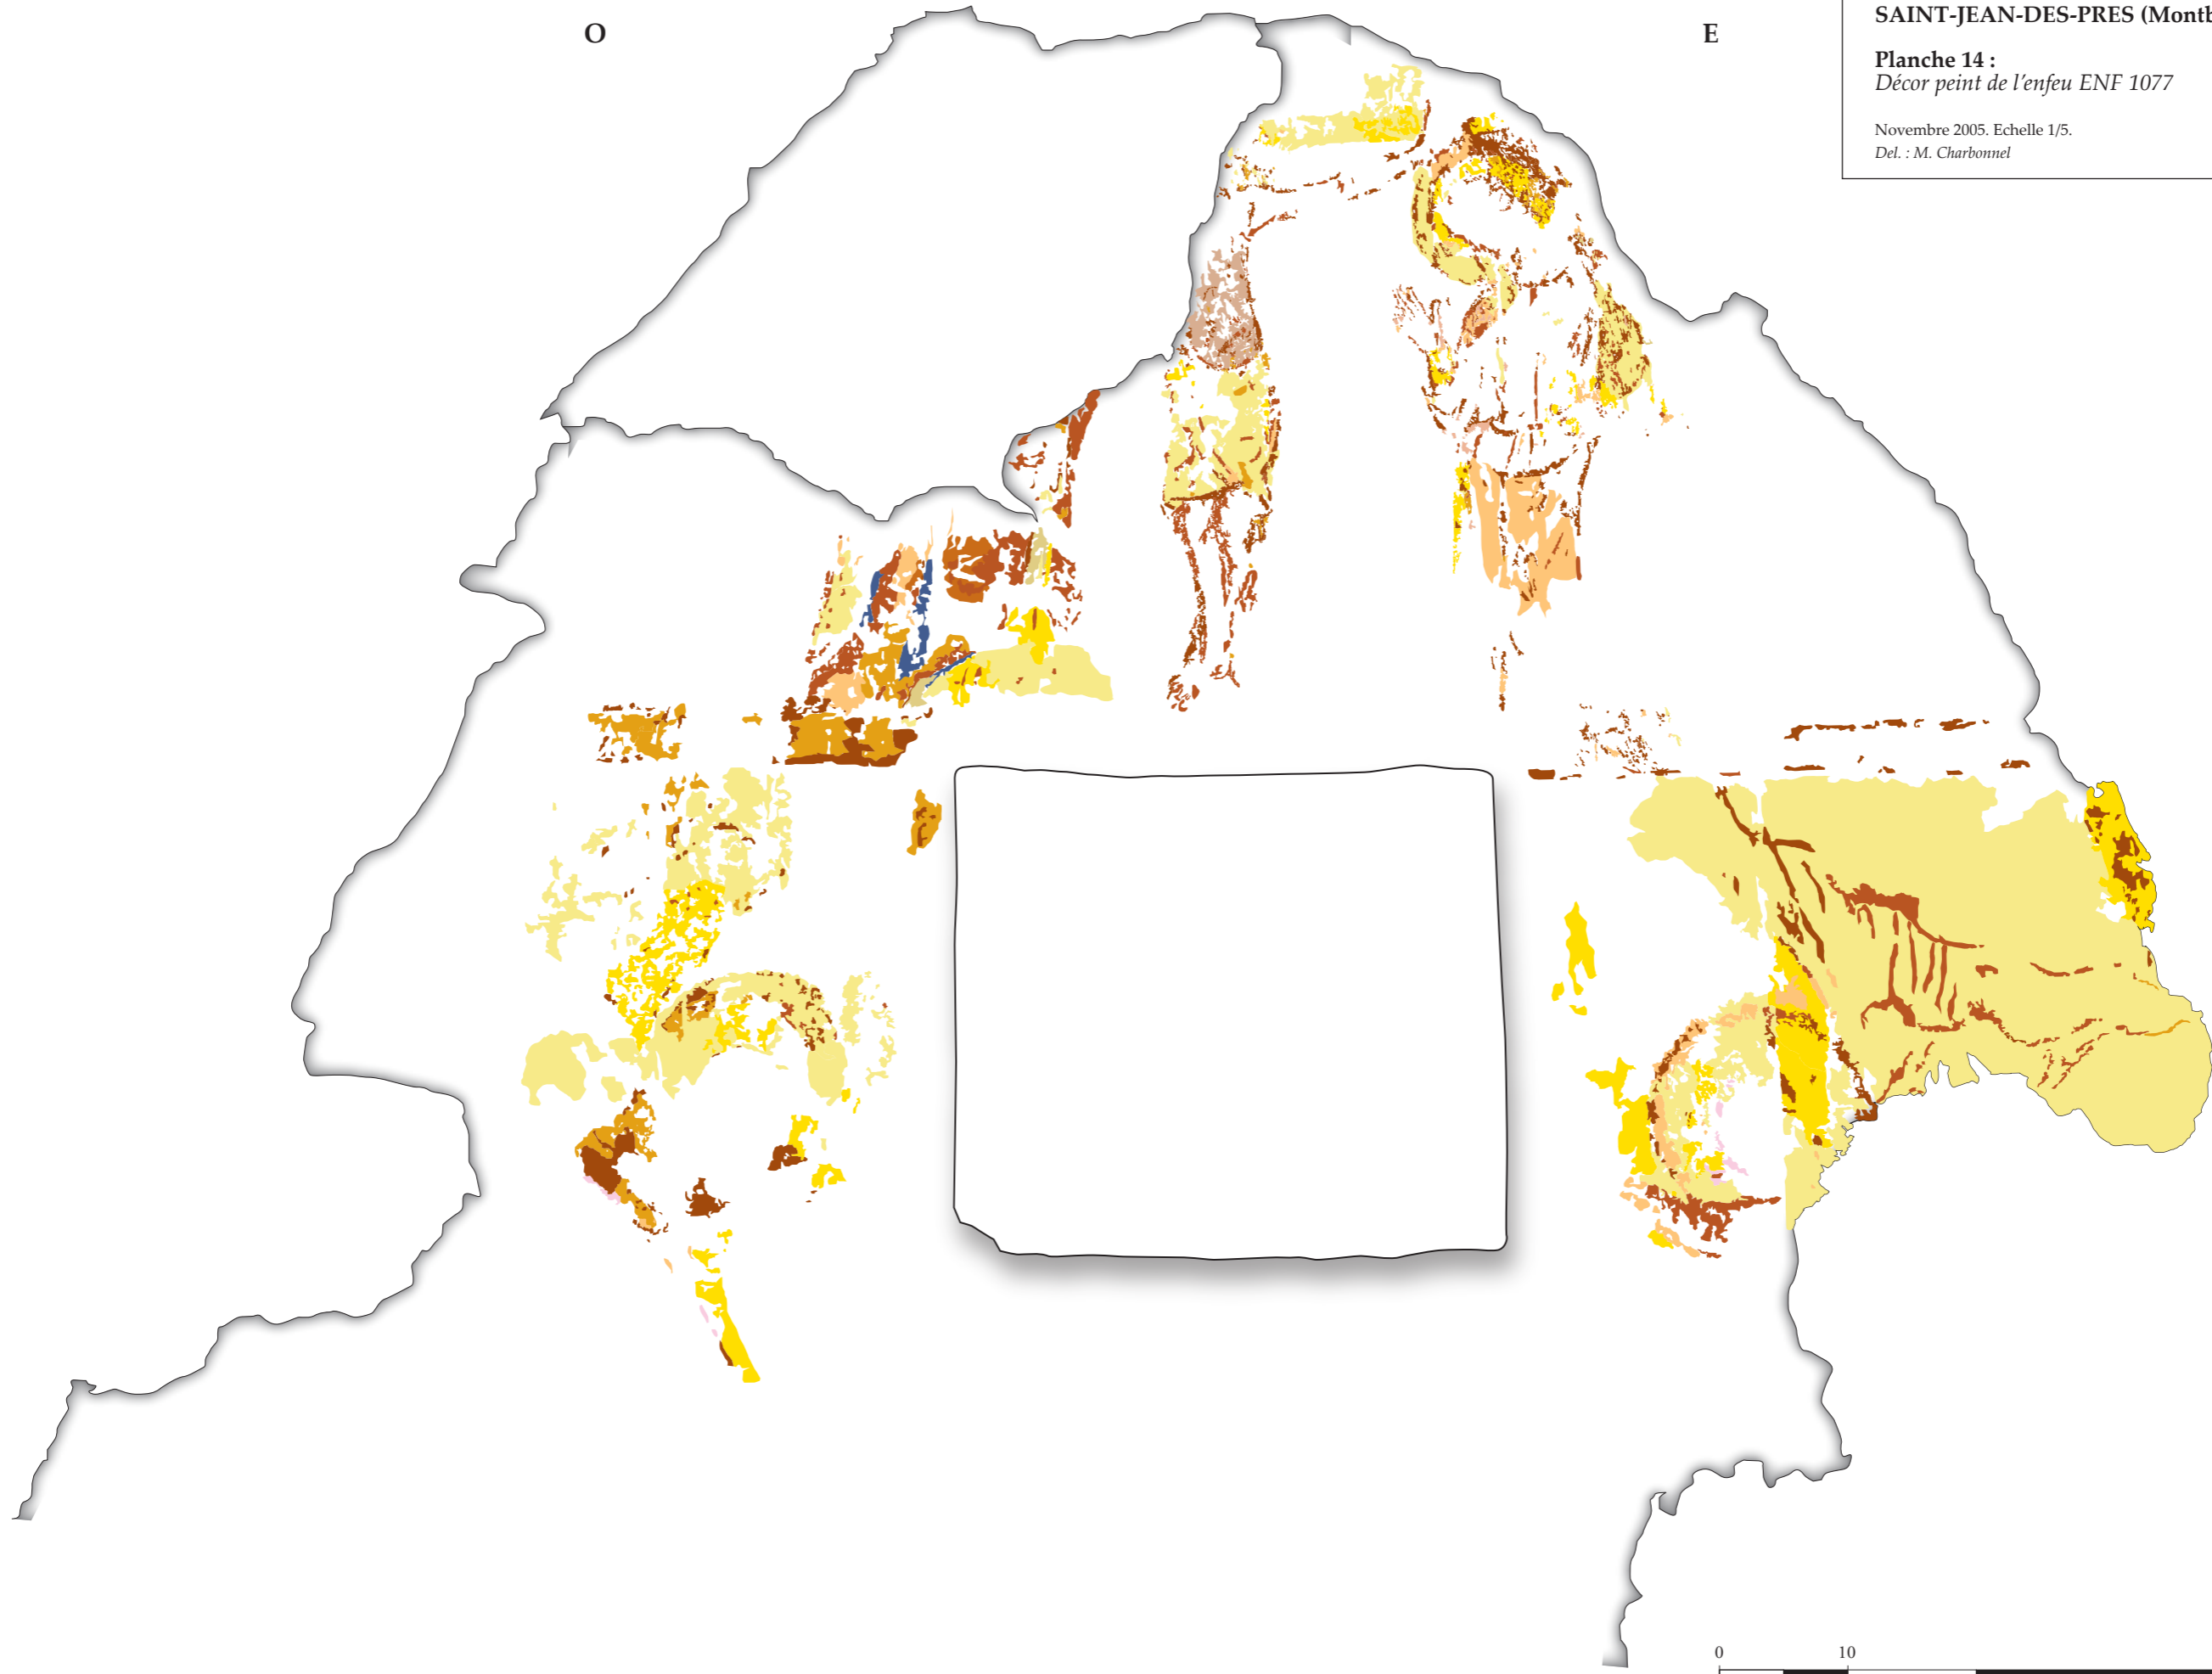 O
E
SAINT-JEAN-DES-PRES
Planche 14 :
Décor peint de l'enfeu ENF 1077
Novembre 2005. Echelle 1/5.
Del. : M. Charbonnel
0 10